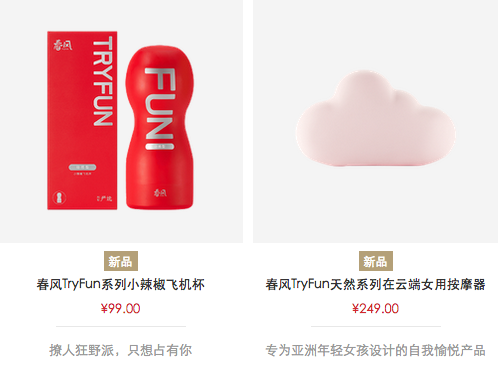 春风
TRYFUN
FUN
春风
新品
春风TryFun系列小辣椒飞机杯
¥99.00
撩人狂野派，只想占有你
新品
春风TryFun天然系列在云端女用按摩器
¥249.00
专为亚洲年轻女孩设计的自我愉悦产品